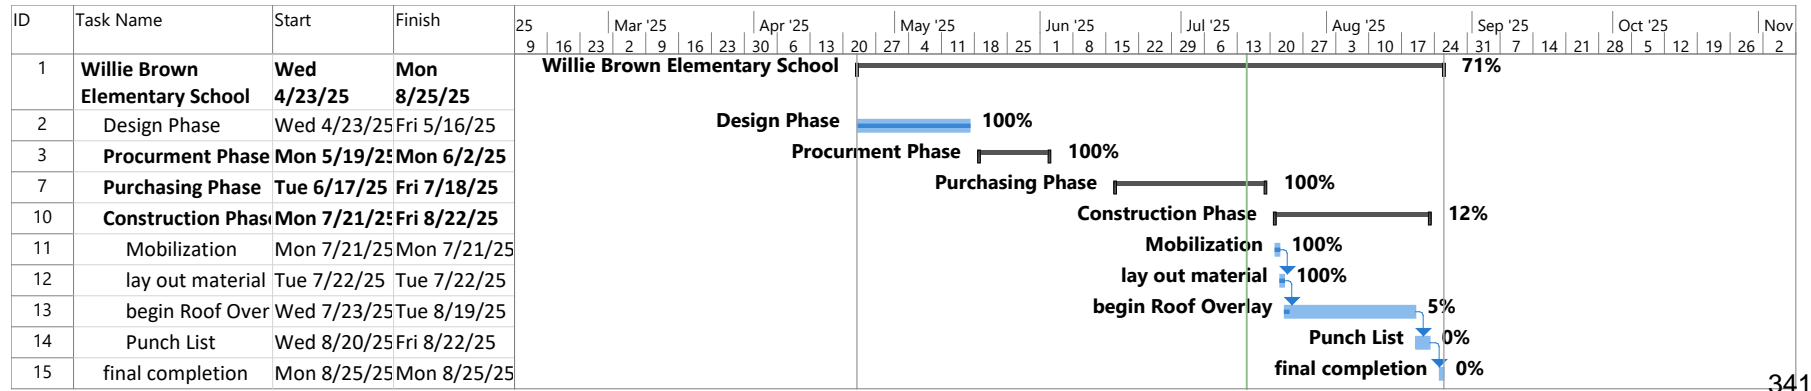 ID Task Name Start Finish 25 Mar '25 Apr '25 May '25 Jun '25 Jul '25 Aug '25 Sep '25 Oct '25 Nov
9 16 23 2 9 16 23 30 6 13 20 27 4 11 18 25 1 8 15 22 29 6 13 20 27 3 10 17 24 31 7 14 21 28 5 12 19 26 2
1 Willie Brown Wed Mon Willie Brown Elementary School 71%
Elementary School 4/23/25 8/25/25
2 Design Phase Wed 4/23/25 Fri 5/16/25 Design Phase 100%
3 Procurment Phase Mon 5/19/25 Mon 6/2/25 Procurment Phase 100%
7 Purchasing Phase Tue 6/17/25 Fri 7/18/25 Purchasing Phase 100%
10 Construction Phas Mon 7/21/25 Fri 8/22/25 Construction Phase 12%
11 Mobilization Mon 7/21/25 Mon 7/21/25 Mobilization 100%
12 lay out material Tue 7/22/25 Tue 7/22/25 lay out material 100%
13 begin Roof Over Wed 7/23/25 Tue 8/19/25 begin Roof Overlay 5%
14 Punch List Wed 8/20/25 Fri 8/22/25 Punch List 0%
15 final completion Mon 8/25/25 Mon 8/25/25 final completion 0%
341